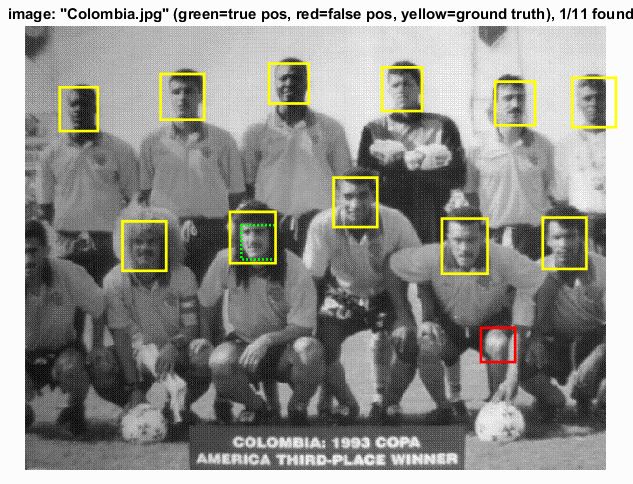 image: "Colombia.jpg" (green=true pos, red=false pos, yellow=ground truth), 1/11 found
COLOMBIA: 1993 COPA
AMERICA THIRD-PLACE WINNER